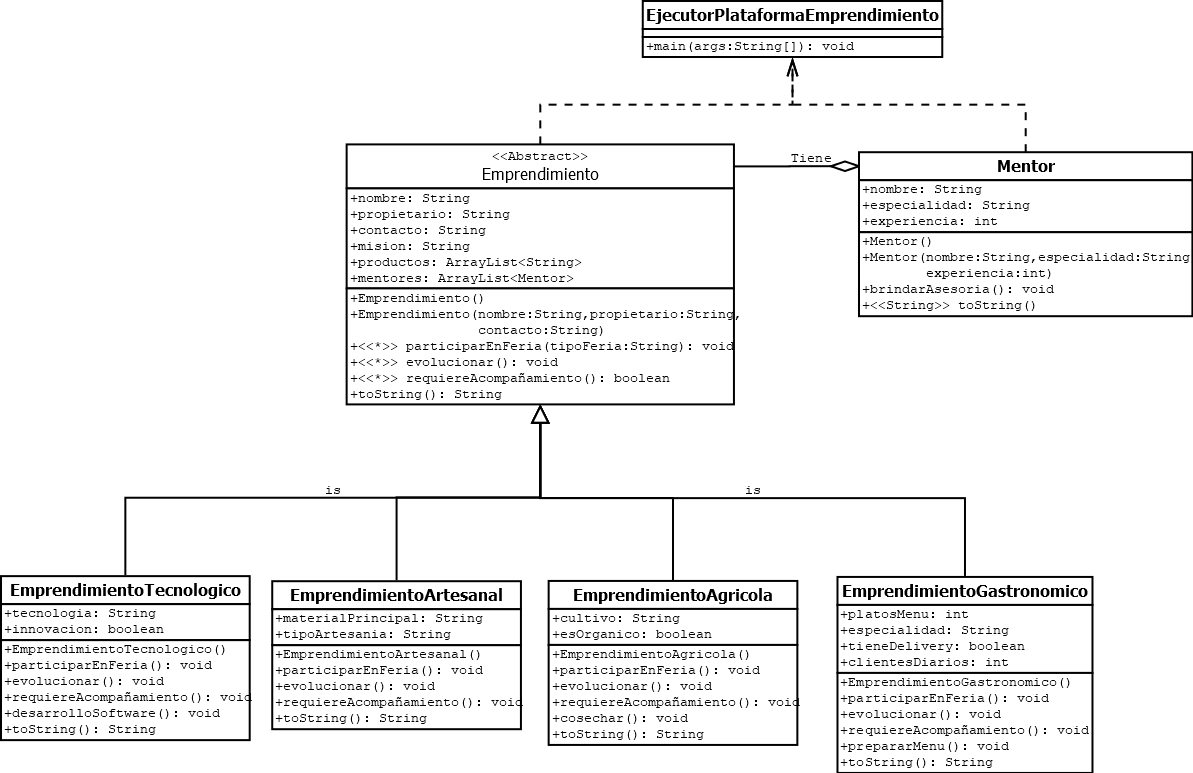 EjecutorPlataformaEmprendimiento
+main(args:String[]): void
<<Abstract>>
Emprendimiento
+nombre: String
+propietario: String
+contacto: String
+mision: String
+productos: ArrayList<String>
+mentores: ArrayList<Mentor>
+Emprendimiento()
+Emprendimiento(nombre:String,propietario:String,
contacto:String)
+<<*>> participarEnFeria(tipoFeria:String): void
+<<*>> evolucionar(): void
+<<*>> requiereAcompañamiento(): boolean
+toString(): String
Tiene
Mentor
+nombre: String
+especialidad: String
+experiencia: int
+Mentor()
+Mentor(nombre:String,especialidad:String
experiencia:int)
+brindarAsesoria(): void
+<<String>> toString()
is
is
EmprendimientoTecnologico
+tecnologia: String
+innovacion: boolean
+EmprendimientoTecnologico()
+participarEnFeria(): void
+evolucionar(): void
+requiereAcompañamiento(): void
+desarrolloSoftware(): void
+toString(): String
EmprendimientoArtesanal
+materialPrincipal: String
+tipoArtesania: String
+EmprendimientoArtesanal()
+participarEnFeria(): void
+evolucionar(): void
+requiereAcompañamiento(): void
+toString(): String
EmprendimientoAgricola
+cultivo: String
+esOrganico: boolean
+EmprendimientoAgricola()
+participarEnFeria(): void
+evolucionar(): void
+requiereAcompañamiento(): void
+cosechar(): void
+toString(): String
EmprendimientoGastronomico
+platosMenu: int
+especialidad: String
+tieneDelivery: boolean
+clientesDiarios: int
+EmprendimientoGastronomico()
+participarEnFeria(): void
+evolucionar(): void
+requiereAcompañamiento(): void
+prepararMenu(): void
+toString(): String